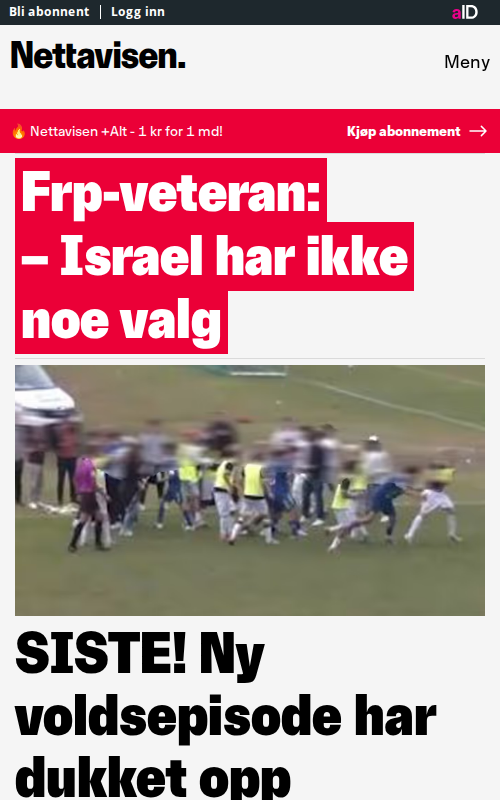 Bli abonnent | Logg inn
aID
Nettavisen.
Meny
🔥 Nettavisen +Alt - 1 kr for 1 md!
Kjøp abonnement →
Frp-veteran:
– Israel har ikke
noe valg
SISTE! Ny
voldsepisode har
dukket opp